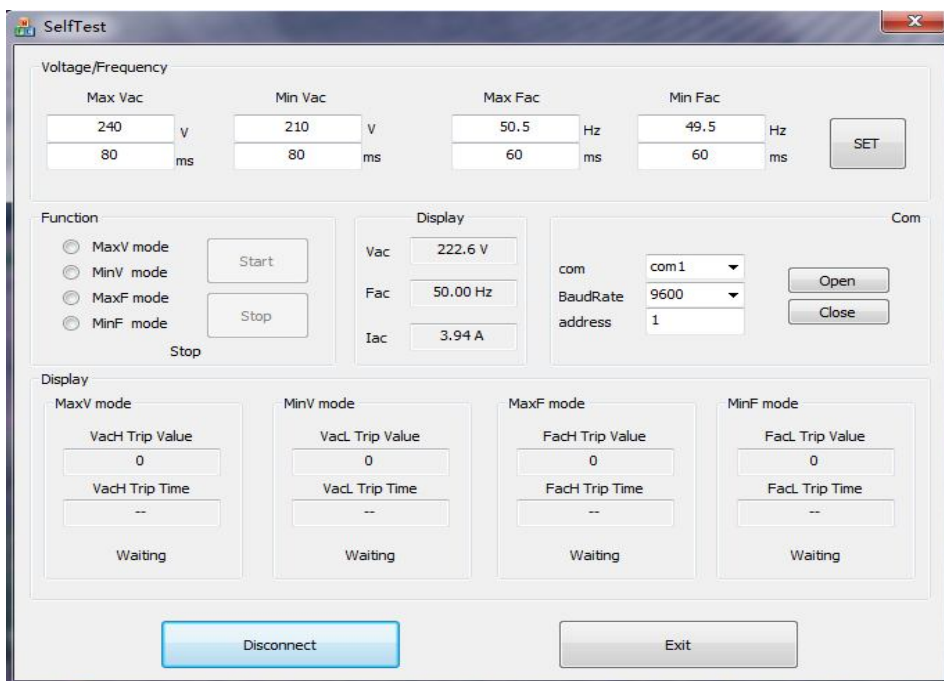 SelfTest
Voltage/Frequency
Max Vac Min Vac Max Fac Min Fac
240 V 210 V 50.5 Hz 49.5 Hz
80 ms 80 ms 60 ms 60 ms
SET
Function
MaxV mode
MinV mode
MaxF mode
MinF mode
Start
Stop
Stop
Display
Vac 222.6 V
Fac 50.00 Hz
Iac 3.94 A
Com
com com1
BaudRate 9600
address 1
Open
Close
Display
MaxV mode
VacH Trip Value
0
VacH Trip Time
--
Waiting
MinV mode
VacL Trip Value
0
VacL Trip Time
--
Waiting
MaxF mode
FacH Trip Value
0
FacH Trip Time
--
Waiting
MinF mode
FacL Trip Value
0
FacL Trip Time
--
Waiting
Disconnect
Exit